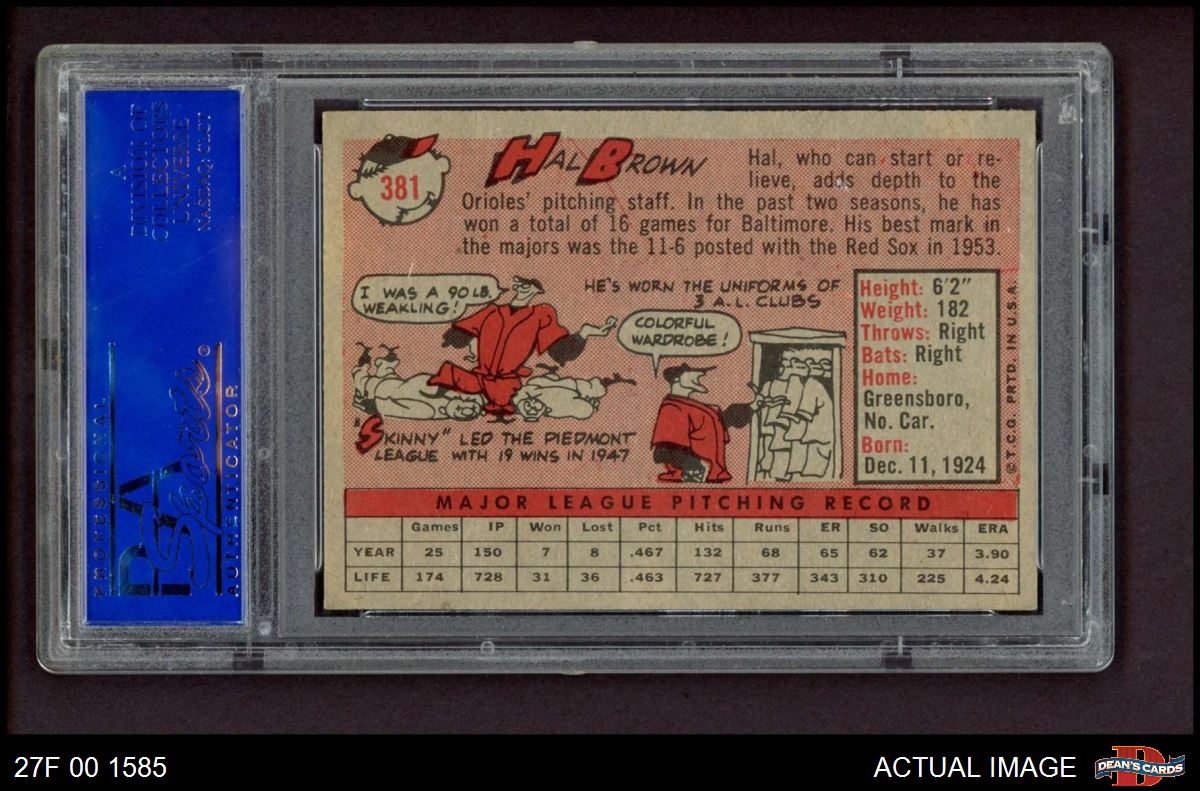 A
DIVISION OF
COLLECTORS
UNIVERSE
NASDAQ: CLCT
PSA
Sports®
PROFESSIONAL
AUTHENTICATOR
381
HAL BROWN
Hal, who can start or re-
lieve, adds depth to the
Orioles' pitching staff. In the past two seasons, he has
won a total of 16 games for Baltimore. His best mark in
the majors was the 11-6 posted with the Red Sox in 1953.
I WAS A 90 LB.
WEAKLING!
"SKINNY" LED THE PIEDMONT
LEAGUE WITH 19 WINS IN 1947
HE'S WORN THE UNIFORMS OF
3 A.L. CLUBS
COLORFUL
WARDROBE!
Height: 6'2"
Weight: 182
Throws: Right
Bats: Right
Home:
Greensboro,
No. Car.
Born:
Dec. 11, 1924
© T.C.G. PRTD. IN U.S.A.
MAJOR LEAGUE PITCHING RECORD
Games IP Won Lost Pct Hits Runs ER SO Walks ERA
YEAR 25 150 7 8 .467 132 68 65 62 37 3.90
LIFE 174 728 31 36 .463 727 377 343 310 225 4.24
27F 00 1585
ACTUAL IMAGE
DEAN'S CARDS